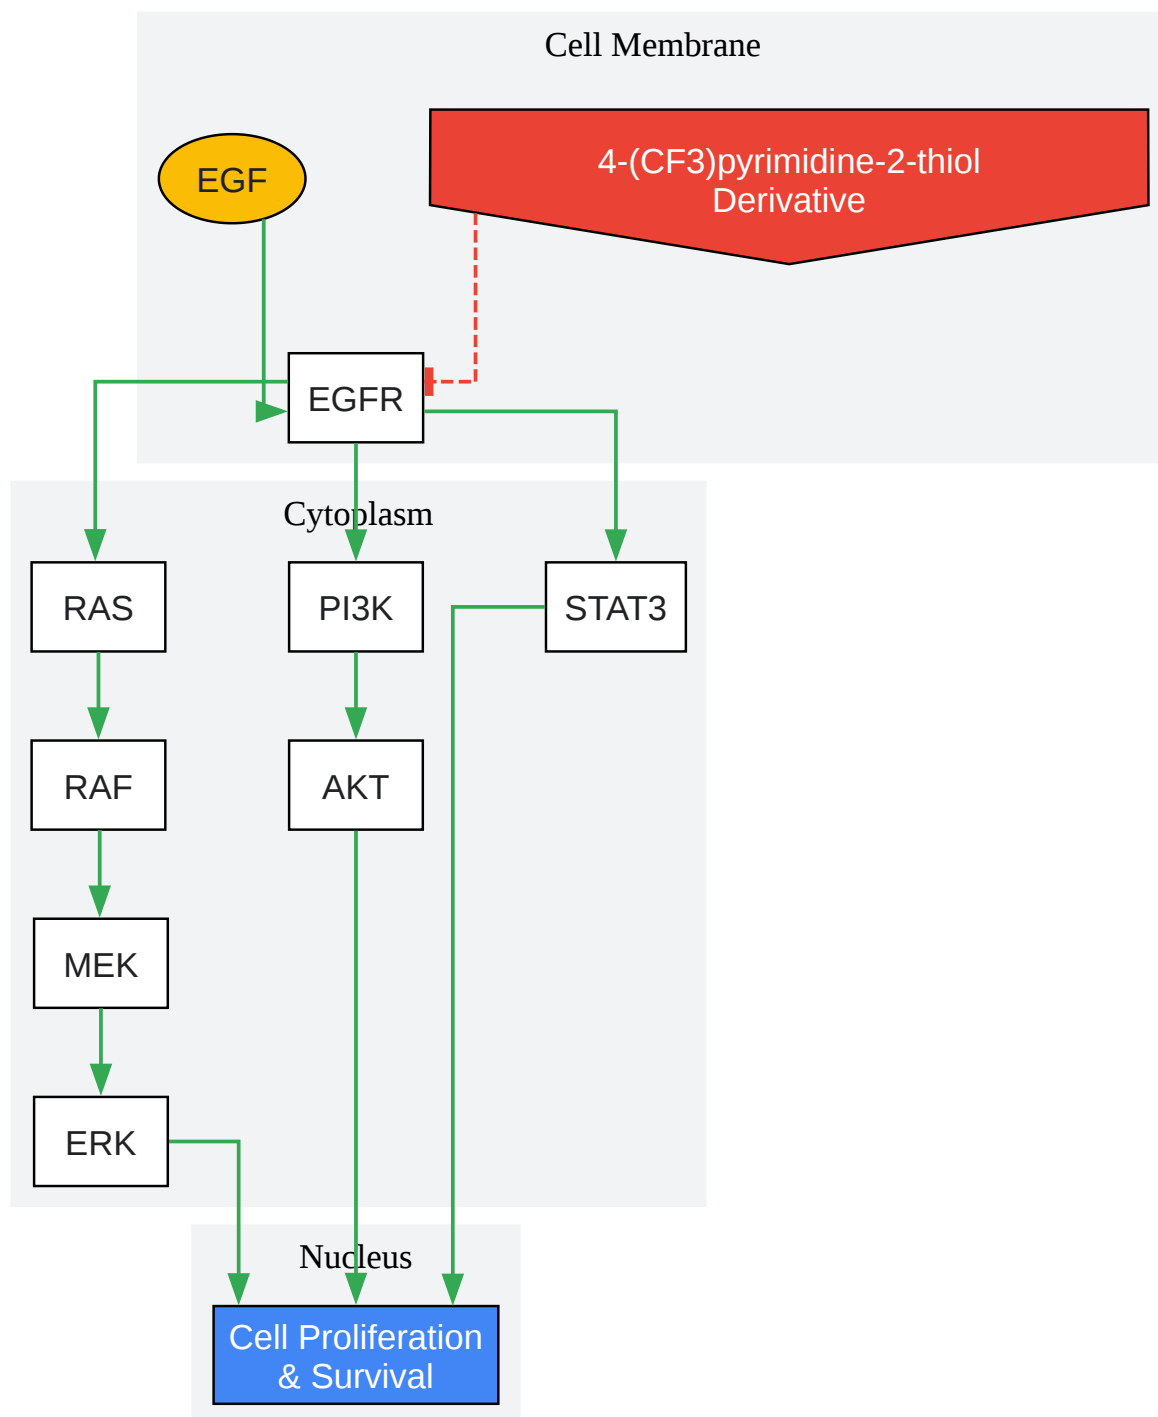 Cell Membrane
EGF
4-(CF3)pyrimidine-2-thiol
Derivative
EGFR
Cytoplasm
RAS
PI3K
STAT3
RAF
AKT
MEK
ERK
Nucleus
Cell Proliferation
& Survival